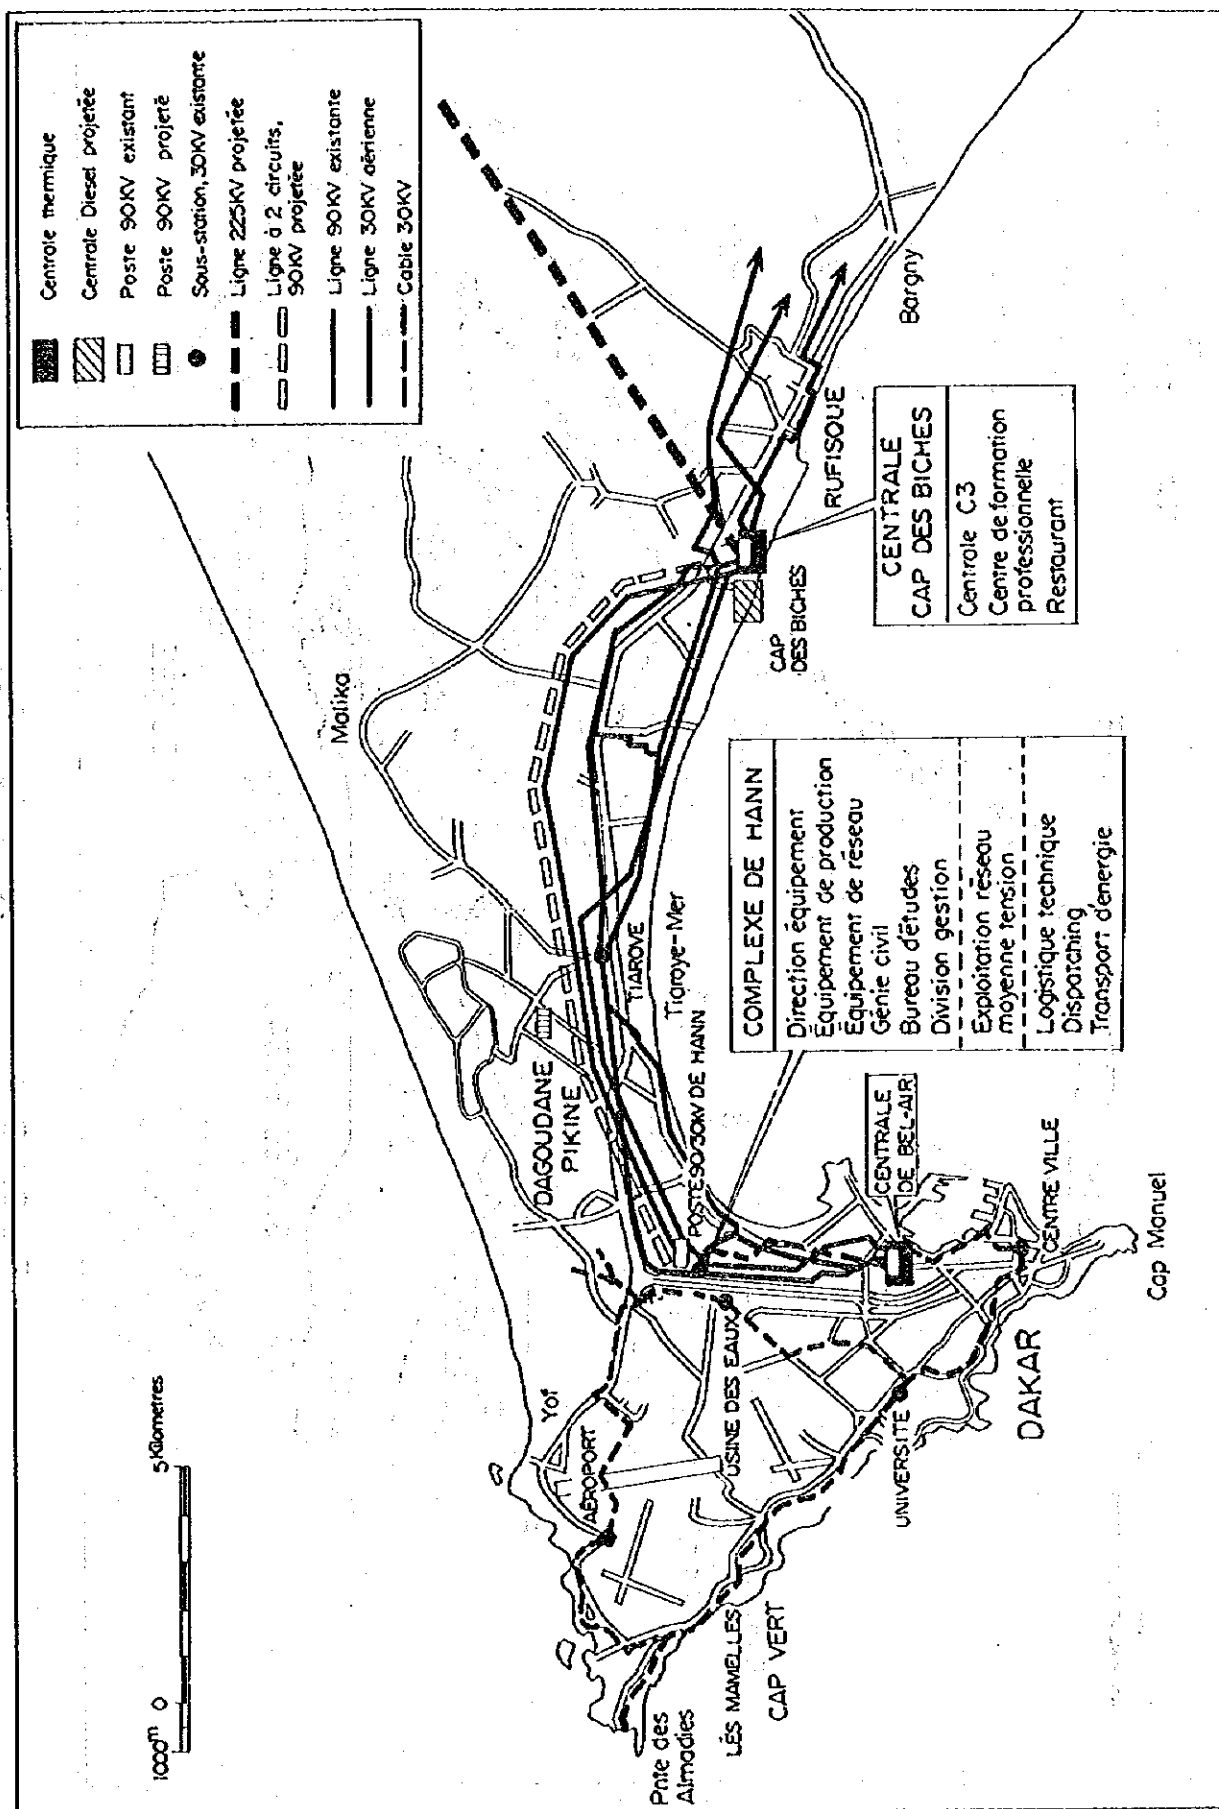 Centrale thermique
Centrale Diesel projetée
Poste 90KV existant
Poste 90KV projeté
Sous-station, 30KV existante
Ligne 225KV projetée
Ligne à 2 circuits,
90KV projetée
Ligne 90KV existante
Ligne 30KV aérienne
Cable 30KV
1000m 0 5 Kilometres
Malika
Yof
AÉROPORT
DAGOUDANE
PIKINE
TIAROYE
Tiaroye-Mer
POSTE 90/30KV DE HANN
CAP
DES BICHES
RUFISQUE
Bargny
CENTRALE
CAP DES BICHES
Centrale C3
Centre de formation
professionnelle
Restaurant
COMPLEXE DE HANN
Direction équipement
Équipement de production
Équipement de réseau
Génie civil
Bureau d'études
Division gestion
Exploitation réseau
moyenne tension
Logistique technique
Dispatching
Transport d'énergie
Pnte des
Almadies
LES MAMELLES
CAP VERT
USINE DES EAUX
UNIVERSITÉ
CENTRALE
DE BEL-AIR
CENTRE VILLE
DAKAR
Cap Manuel